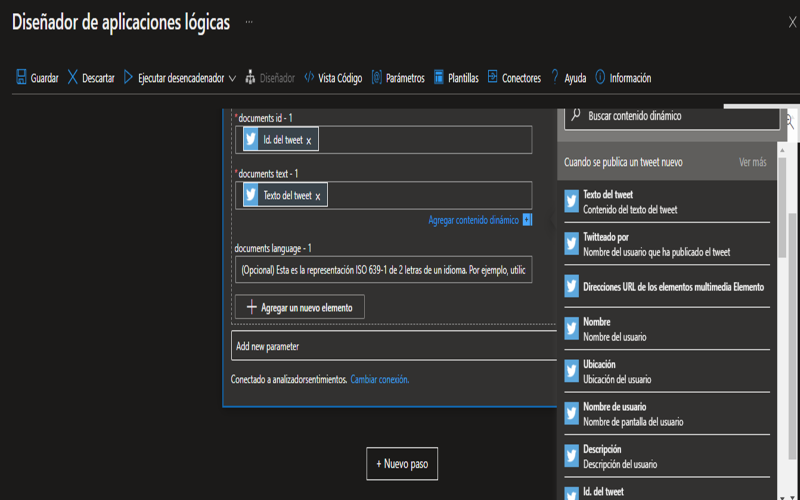 Diseñador de aplicaciones lógicas ...
Guardar Descartar Ejecutar desencadenador Diseñador Vista Código Parámetros Plantillas Conectores Ayuda Información
* documents id - 1
Id. del tweet x
* documents text - 1
Texto del tweet x
Agregar contenido dinámico
documents language - 1
(Opcional) Esta es la representación ISO 639-1 de 2 letras de un idioma. Por ejemplo, utilic
Agregar un nuevo elemento
Add new parameter
Conectado a analizadorsentimientos. Cambiar conexión.
+ Nuevo paso
Buscar contenido dinámico
Cuando se publica un tweet nuevo Ver más
Texto del tweet
Contenido del texto del tweet
Twitteado por
Nombre del usuario que ha publicado el tweet
Direcciones URL de los elementos multimedia Elemento
Nombre
Nombre del usuario
Ubicación
Ubicación del usuario
Nombre de usuario
Nombre de pantalla del usuario
Descripción
Descripción del usuario
Id. del tweet